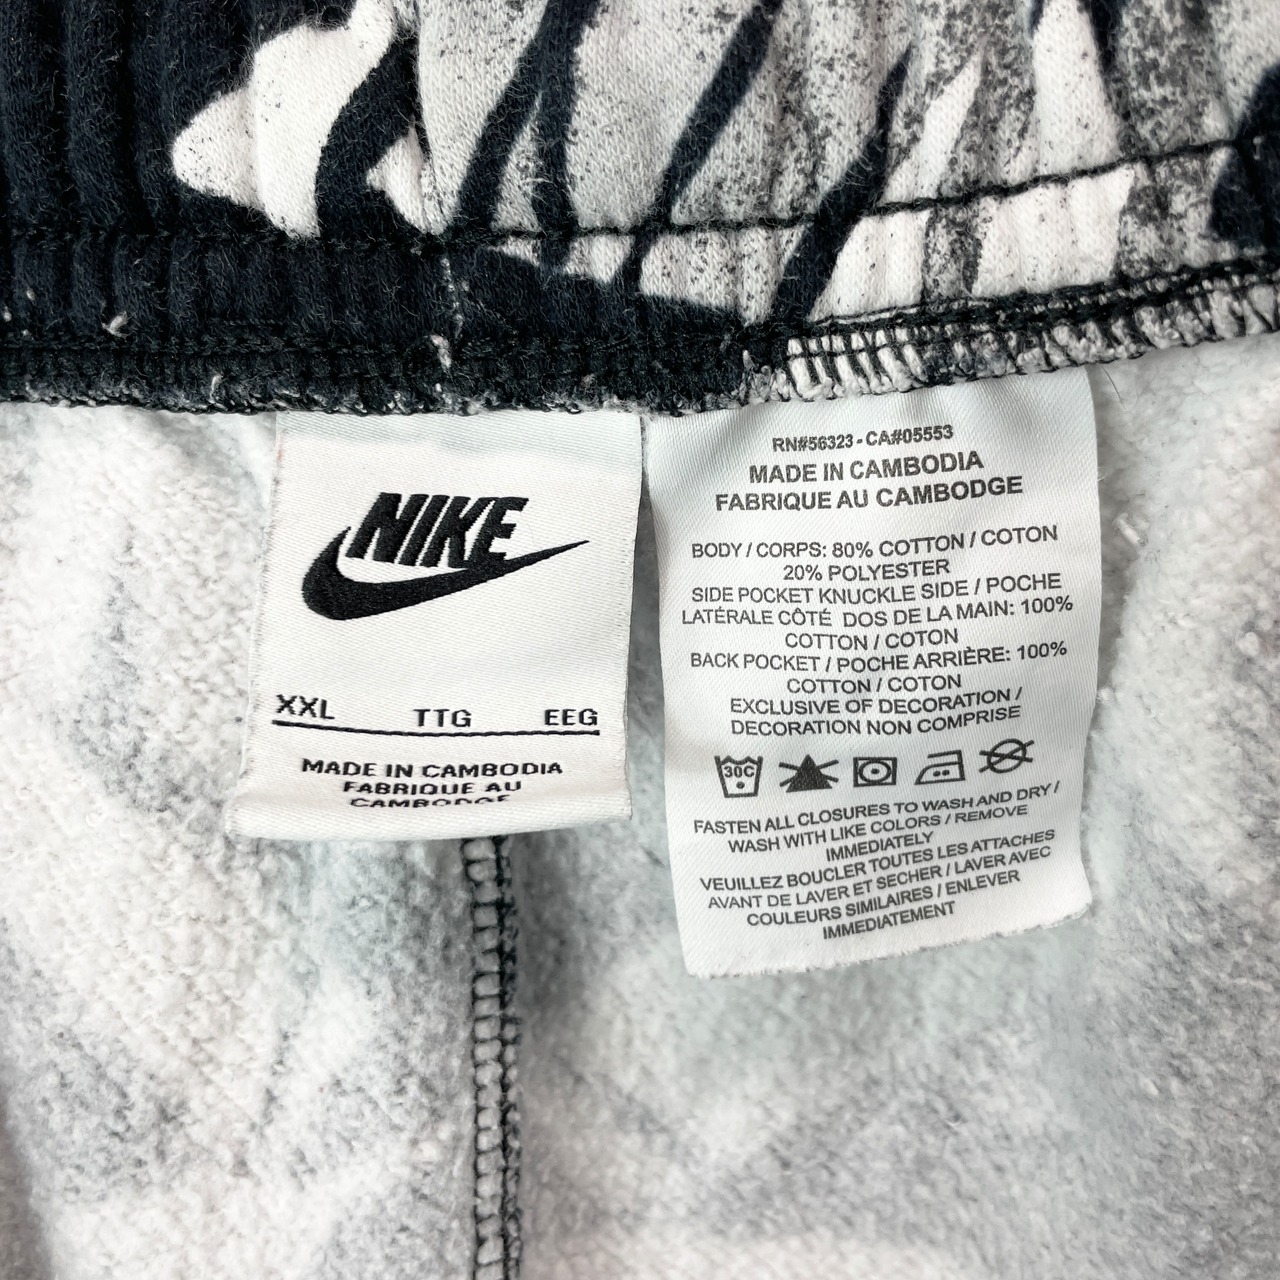 NIKE
XXL TTG EEG
MADE IN CAMBODIA
FABRIQUE AU
CAMBODGE
RN#56323 - CA#05553
MADE IN CAMBODIA
FABRIQUE AU CAMBODGE
BODY / CORPS: 80% COTTON / COTON
20% POLYESTER
SIDE POCKET KNUCKLE SIDE / POCHE
LATÉRALE CÔTÉ DOS DE LA MAIN: 100%
COTTON / COTON
BACK POCKET / POCHE ARRIÈRE: 100%
COTTON / COTON
EXCLUSIVE OF DECORATION /
DECORATION NON COMPRISE
30C
FASTEN ALL CLOSURES TO WASH AND DRY /
WASH WITH LIKE COLORS / REMOVE
IMMEDIATELY
VEUILLEZ BOUCLER TOUTES LES ATTACHES
AVANT DE LAVER ET SECHER / LAVER AVEC
COULEURS SIMILAIRES / ENLEVER
IMMEDIATEMENT